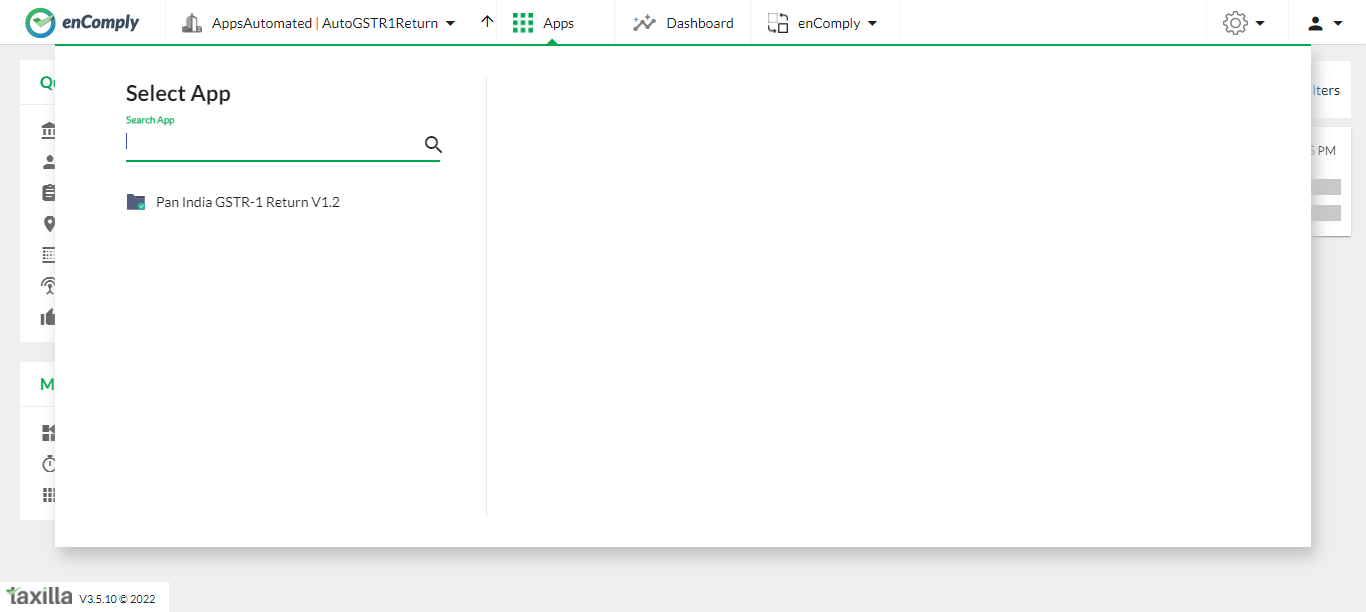 enComply
AppsAutomated | AutoGSTR1Return
Apps
Dashboard
enComply
Select App
Search App
Pan India GSTR-1 Return V1.2
Qu
M
lters
PM
taxilla V3.5.10 © 2022